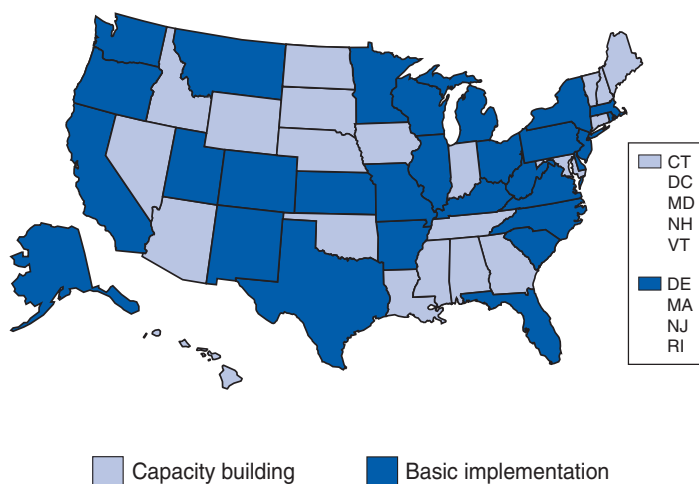 CT
DC
MD
NH
VT
DE
MA
NJ
RI
Capacity building
Basic implementation